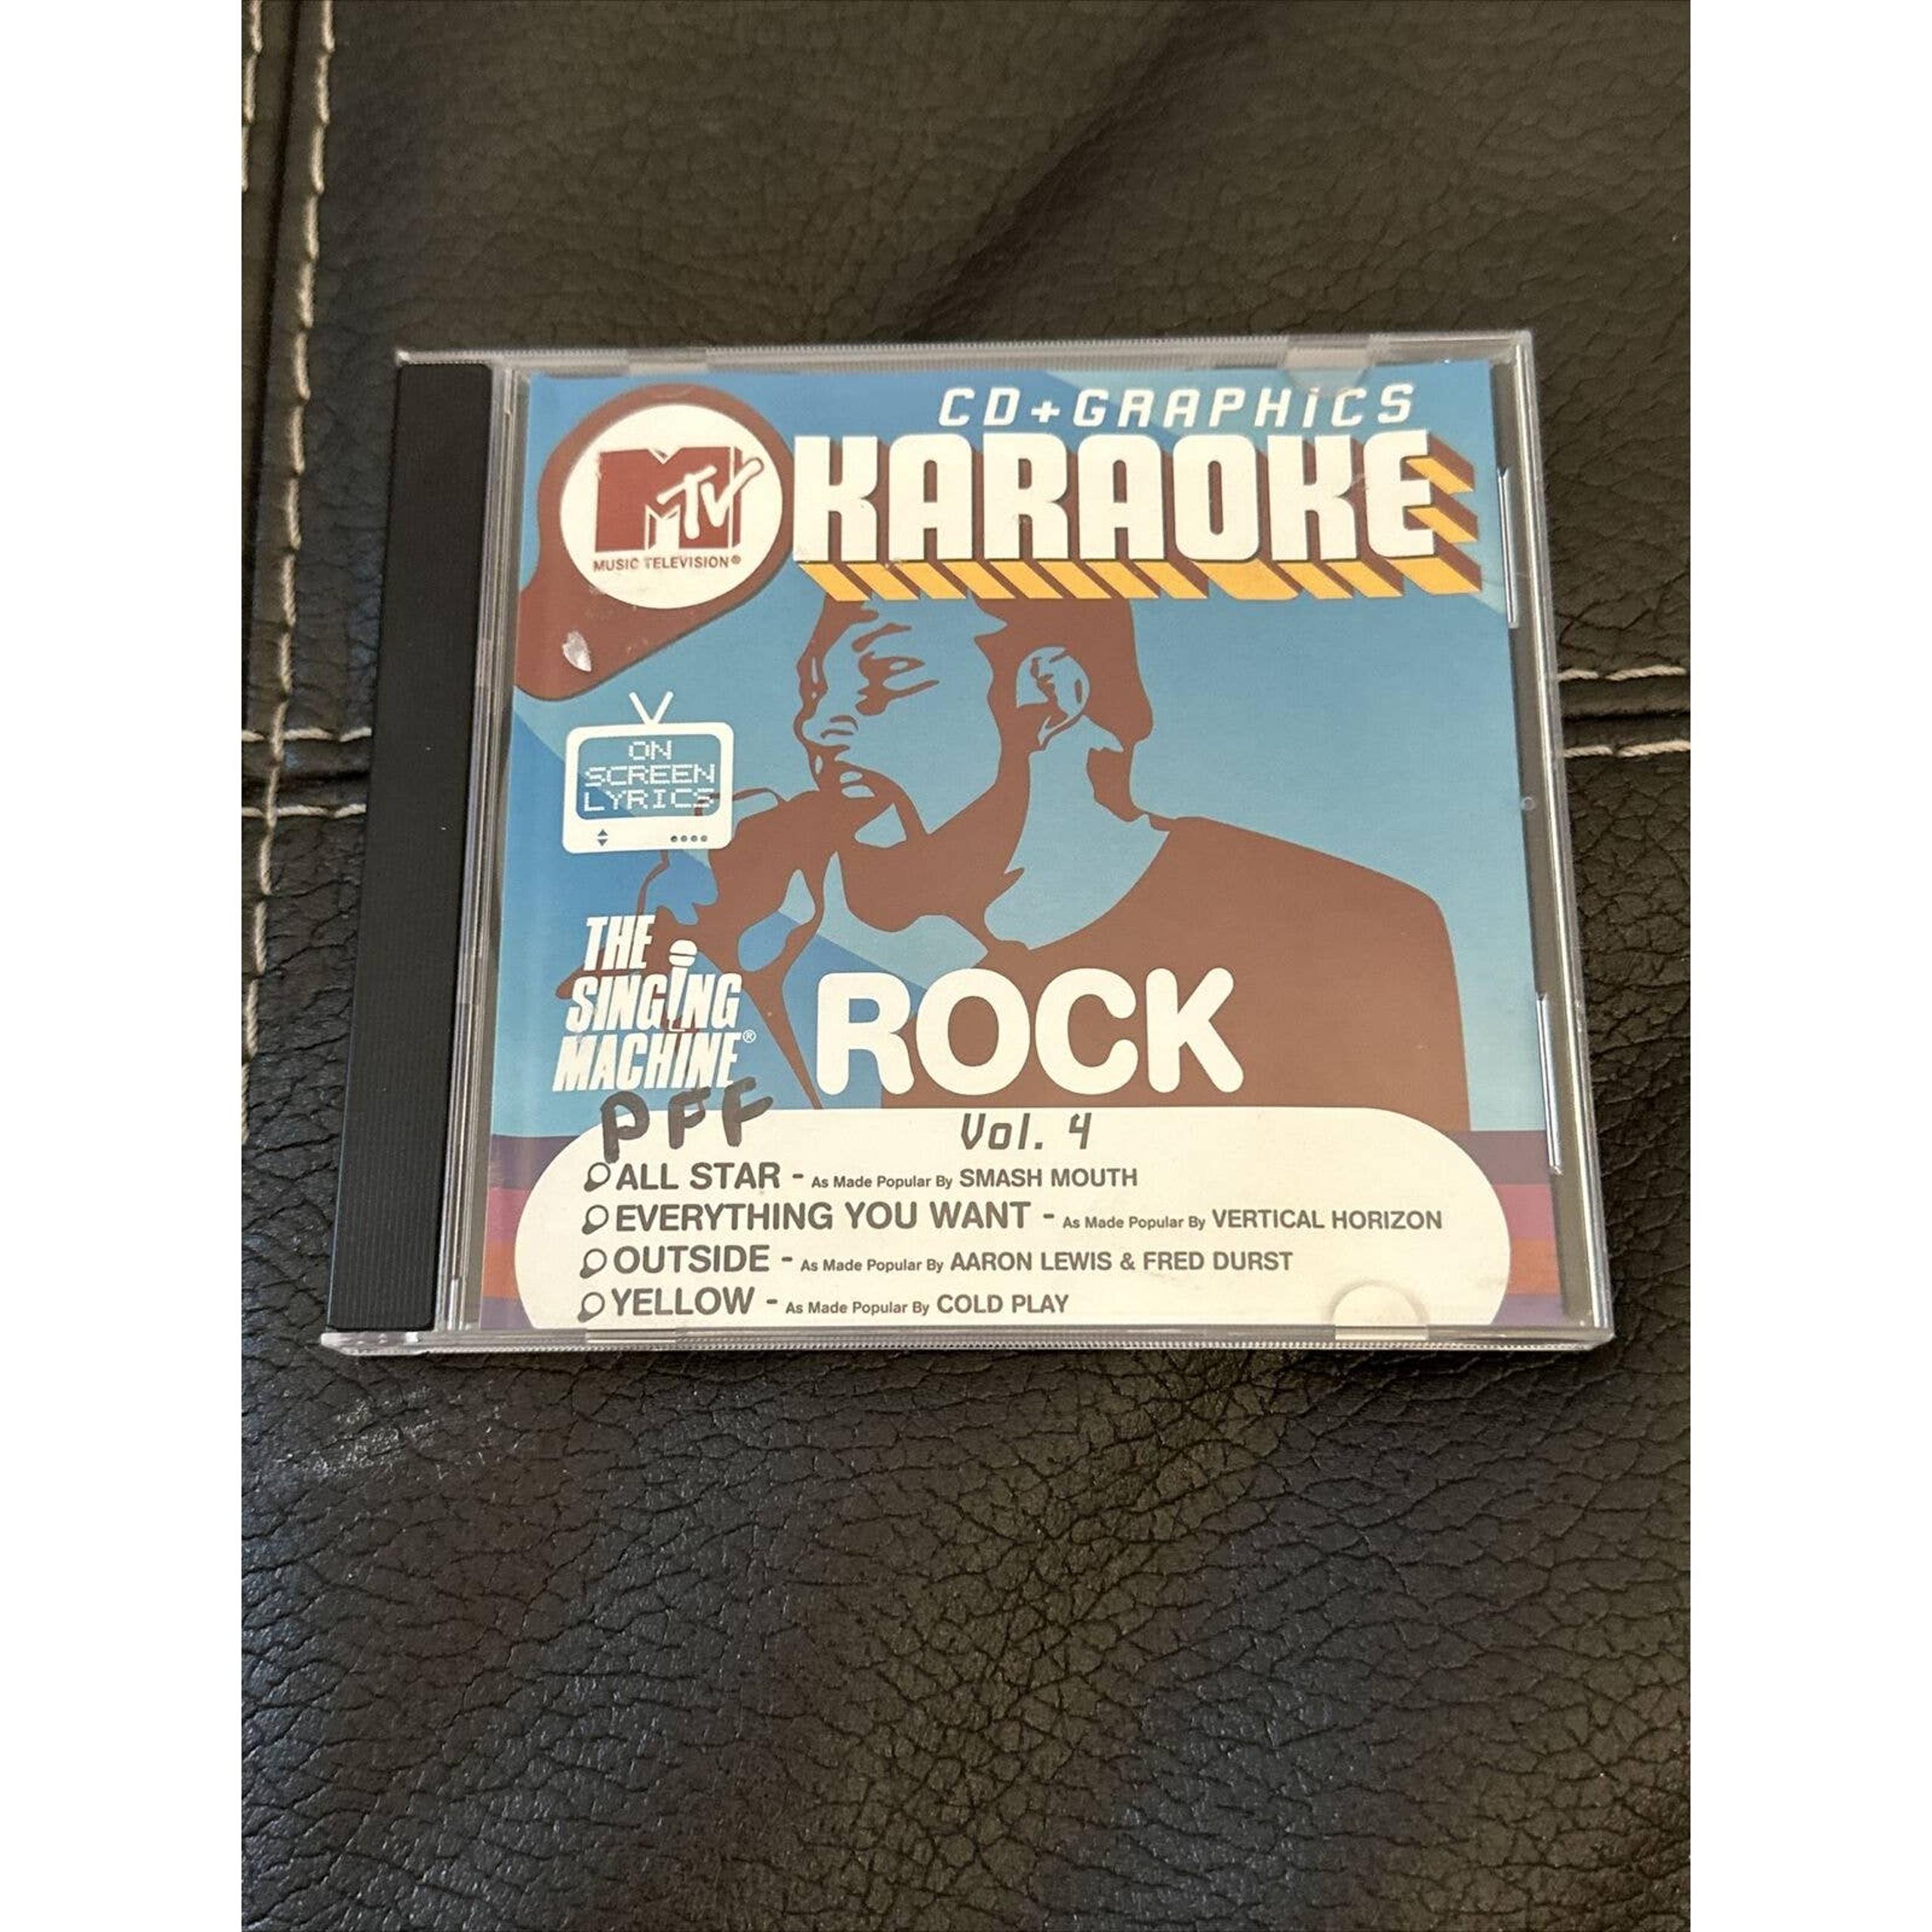 CD+GRAPHICS
KARAOKE
MTV
MUSIC TELEVISION®
ON
SCREEN
LYRICS
THE
SINGING
MACHINE®
ROCK
PFF
Vol. 4
ALL STAR - As Made Popular By SMASH MOUTH
EVERYTHING YOU WANT - As Made Popular By VERTICAL HORIZON
OUTSIDE - As Made Popular By AARON LEWIS & FRED DURST
YELLOW - As Made Popular By COLD PLAY